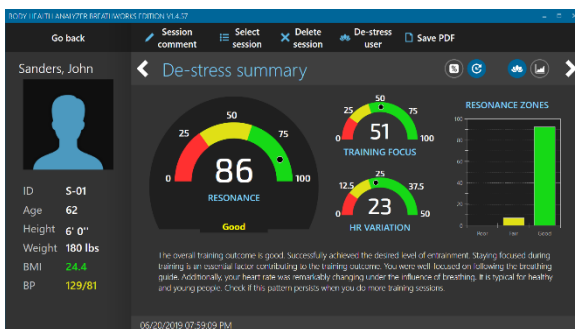 BODY HEALTH ANALYZER BREATHWORKS EDITION V1.4.57
Go back
Session comment
Select session
Delete session
De-stress user
Save PDF
Sanders, John
De-stress summary
ID S-01
Age 62
Height 6' 0"
Weight 180 lbs
BMI 24.4
BP 129/81
0 25 50 75 100
86
RESONANCE
Good
0 25 50 75 100
51
TRAINING FOCUS
0 12.5 25 37.5 50
23
HR VARIATION
RESONANCE ZONES
100
80
60
40
20
0
Poor Fair Good
The overall training outcome is good. Successfully achieved the desired level of entrainment. Staying focused during
training is an essential factor contributing to the training outcome. You were well focused on following the breathing
guide. Additionally, your heart rate was remarkably changing under the influence of breathing. It is typical for healthy
and young people. Check if this pattern persists when you do more training sessions.
06/20/2019 07:59:09 PM